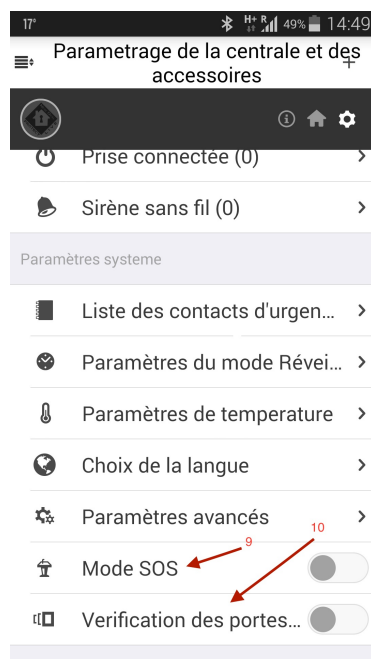 17°
H+ R 49% 14:49
Parametrage de la centrale et des
accessoires
Prise connectée (0)
Sirène sans fil (0)
Paramètres systeme
Liste des contacts d'urgen...
Paramètres du mode Révei...
Paramètres de temperature
Choix de la langue
Paramètres avancés
10
9
Mode SOS
Verification des portes...